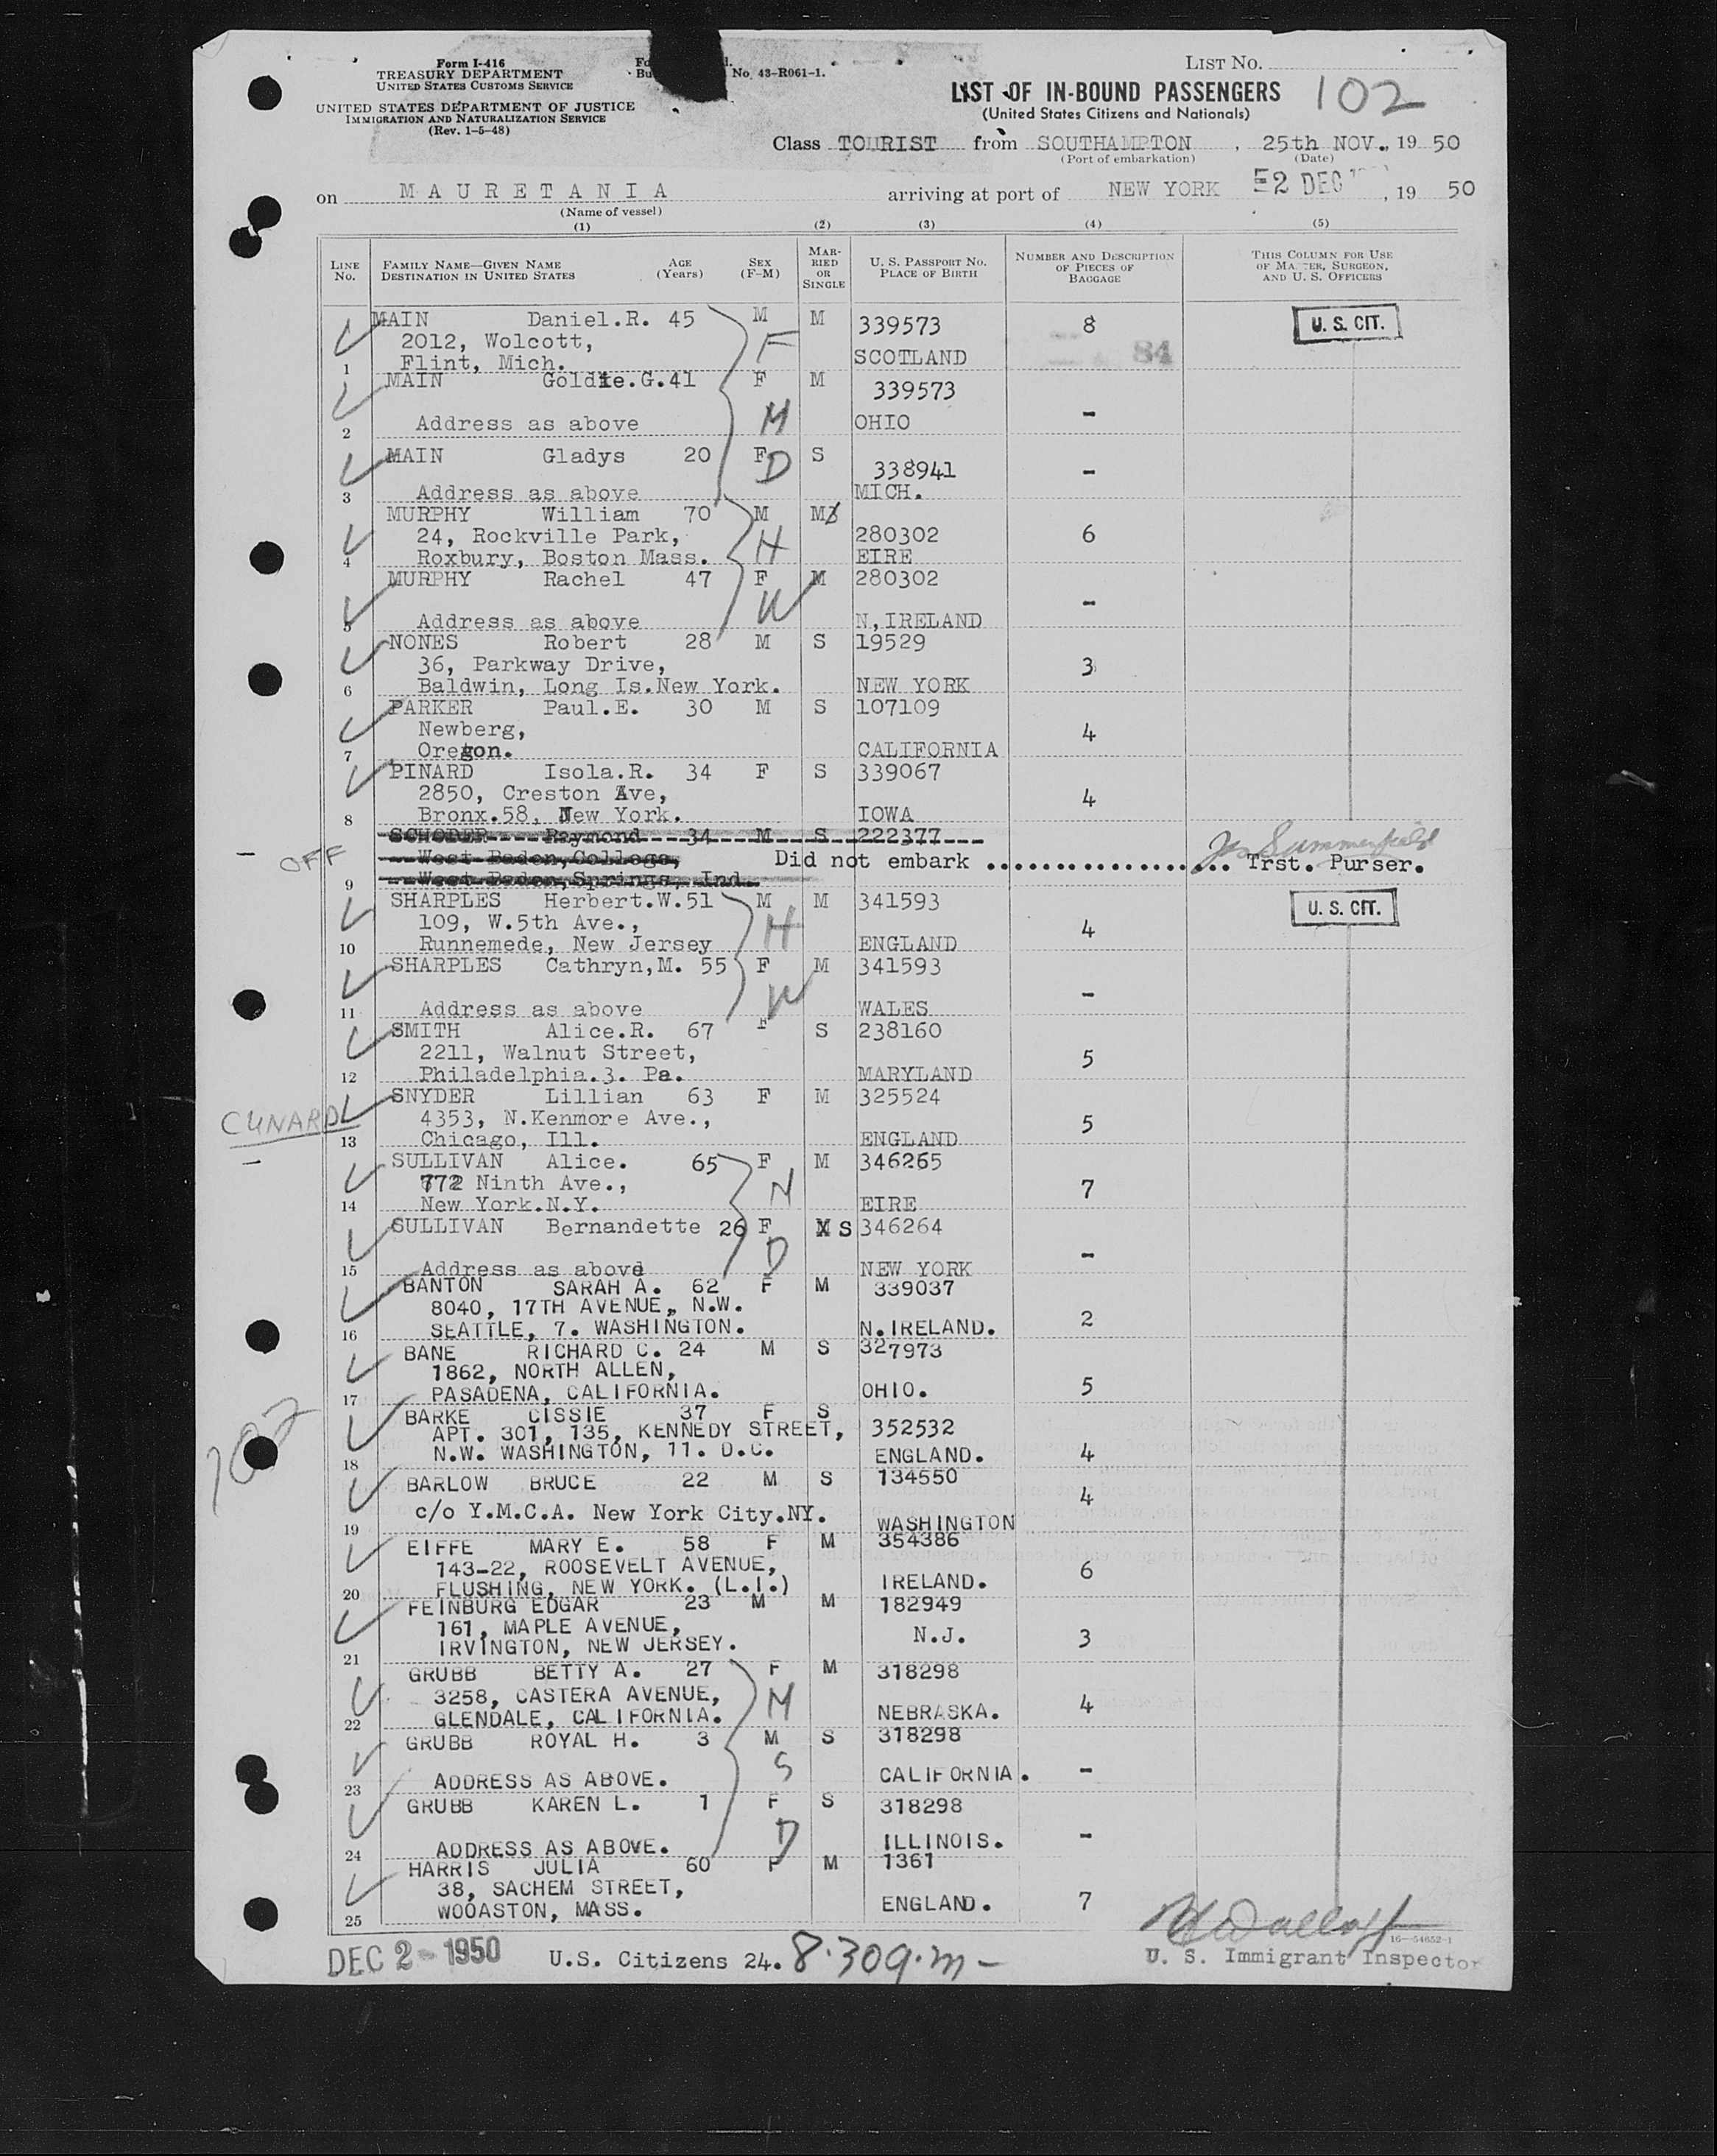 Form I-416
TREASURY DEPARTMENT
UNITED STATES CUSTOMS SERVICE
UNITED STATES DEPARTMENT OF JUSTICE
IMMIGRATION AND NATURALIZATION SERVICE
(Rev. 1-5-48)
No. 43-R061-1.
LIST NO.
LIST OF IN-BOUND PASSENGERS 102
(United States Citizens and Nationals)
Class TOURIST from SOUTHAMPTON, 25th NOV., 19 50
(Port of embarkation) (Date)
on MAURETANIA arriving at port of NEW YORK 2 DEC, 19 50
(Name of vessel)
(1) (2) (3) (4) (5)
LINE No. FAMILY NAME—GIVEN NAME DESTINATION IN UNITED STATES AGE (Years) SEX (F-M) MARRIED OR SINGLE U. S. PASSPORT NO. PLACE OF BIRTH NUMBER AND DESCRIPTION OF PIECES OF BAGGAGE THIS COLUMN FOR USE OF MASTER, SURGEON, AND U. S. OFFICERS
MAIN Daniel.R. 45 M M 339573 8 U. S. CIT.
2012, Wolcott, F
1 Flint, Mich. SCOTLAND 84
MAIN Goldie.G. 41 F M 339573
2 Address as above M OHIO -
MAIN Gladys 20 F D S 338941 -
3 Address as above MICH.
MURPHY William 70 M M
24, Rockville Park, H 280302 6
4 Roxbury, Boston Mass. EIRE
MURPHY Rachel 47 F M 280302
W -
5 Address as above N, IRELAND
NONES Robert 28 M S 19529
36, Parkway Drive, 3
6 Baldwin, Long Is.New York. NEW YORK
PARKER Paul.E. 30 M S 107109
Newberg, 4
7 Oregon. CALIFORNIA
PINARD Isola.R. 34 F S 339067
2850, Creston Ave, 4
8 Bronx.58, New York. IOWA
SCHODER Raymond 34 M S 222377
- OFF West Baden, College, Did not embark ........ Summerfield Trst. Purser.
9 West Baden, Springs, Ind.
SHARPLES Herbert.W. 51 M M 341593 U. S. CIT.
109, W.5th Ave., H 4
10 Runnemede, New Jersey ENGLAND
SHARPLES Cathryn,M. 55 F M 341593
W -
11 Address as above WALES
SMITH Alice.R. 67 F S 238160
2211, Walnut Street, 5
12 Philadelphia.3. Pa. MARYLAND
SNYDER Lillian 63 F M 325524
CUNARD 4353, N.Kenmore Ave., 5
13 Chicago, Ill. ENGLAND
SULLIVAN Alice. 65 F M 346265
772 Ninth Ave., M 7
14 New York.N.Y. EIRE
SULLIVAN Bernandette 26 F X S 346264
D -
15 Address as above NEW YORK
BANTON SARAH A. 62 F M 339037
8040, 17TH AVENUE, N.W. 2
16 SEATTLE, 7. WASHINGTON. N. IRELAND.
BANE RICHARD C. 24 M S 327973
1862, NORTH ALLEN, 5
17 PASADENA, CALIFORNIA. OHIO.
102
BARKE CISSIE 37 F S
APT. 301, 135, KENNEDY STREET, 352532
18 N.W. WASHINGTON, 11. D.C. ENGLAND. 4
BARLOW BRUCE 22 M S 134550
c/o Y.M.C.A. New York City.NY. 4
19 WASHINGTON
EIFFE MARY E. 58 F M 354386
143-22, ROOSEVELT AVENUE, 6
20 FLUSHING, NEW YORK. (L.I.) IRELAND.
FEINBURG EDGAR 23 M M 182949
161, MAPLE AVENUE, N.J. 3
21 IRVINGTON, NEW JERSEY.
GRUBB BETTY A. 27 F M 318298
3258, CASTERA AVENUE, M 4
22 GLENDALE, CALIFORNIA. NEBRASKA.
GRUBB ROYAL H. 3 M S 318298
S
23 ADDRESS AS ABOVE. CALIFORNIA. -
GRUBB KAREN L. 1 F S 318298
D -
24 ADDRESS AS ABOVE. ILLINOIS.
HARRIS JULIA 60 F M 1361
38, SACHEM STREET, 7
25 WOOASTON, MASS. ENGLAND.
16-54652-1
DEC 2 - 1950 U.S. Citizens 24. 8.30 a.m- U. S. Immigrant Inspector